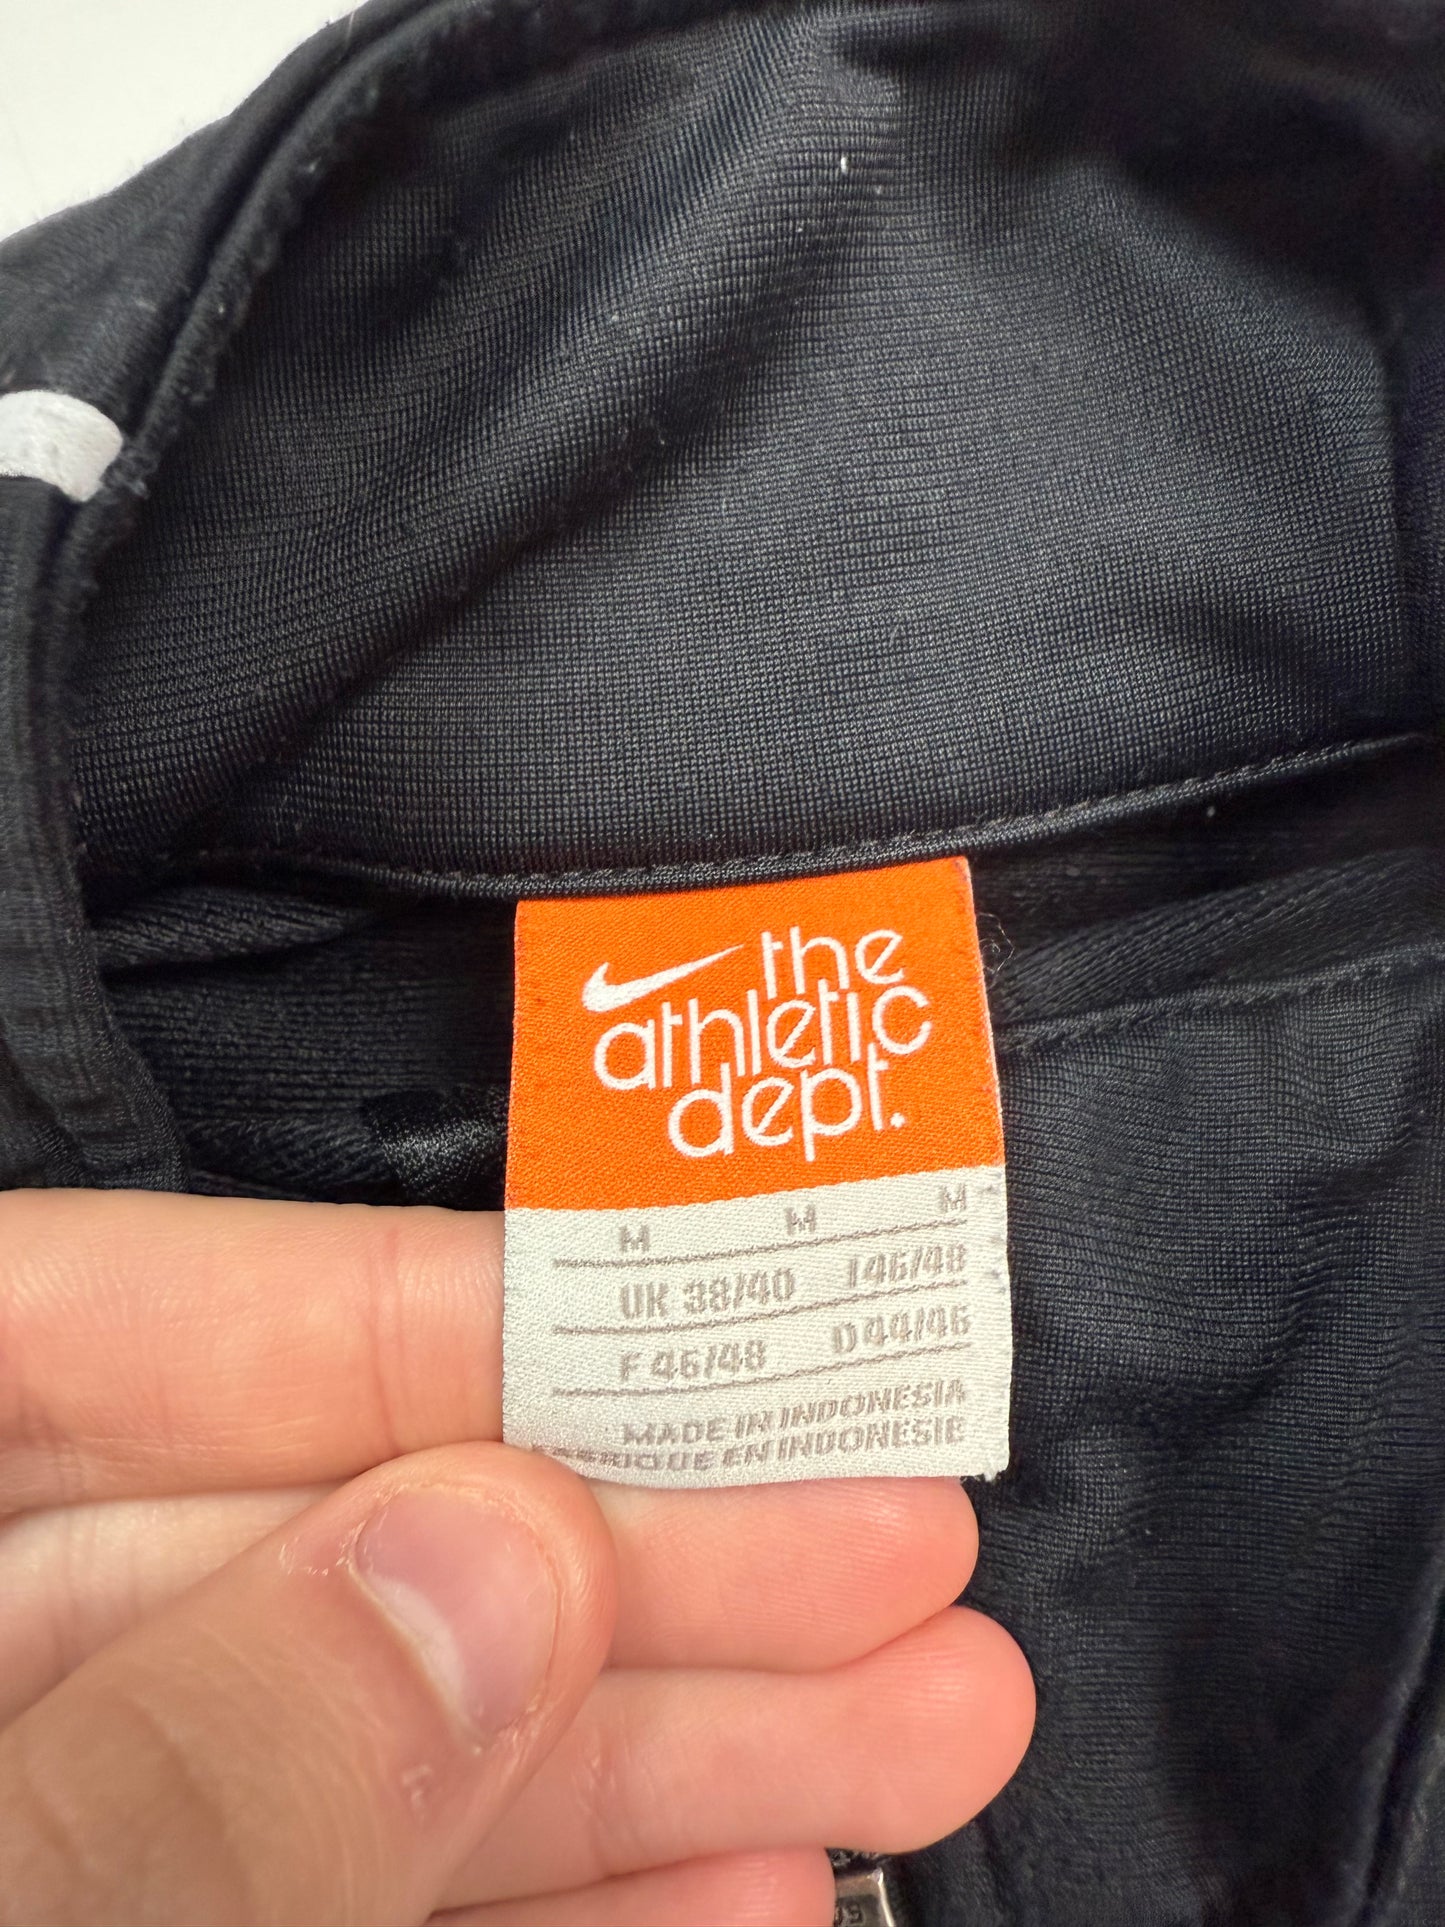 the
athletic
dept.
M M M
UK 38/40 I 46/48
F 46/48 D 44/46
MADE IN INDONESIA
FABRIQUE EN INDONESIE